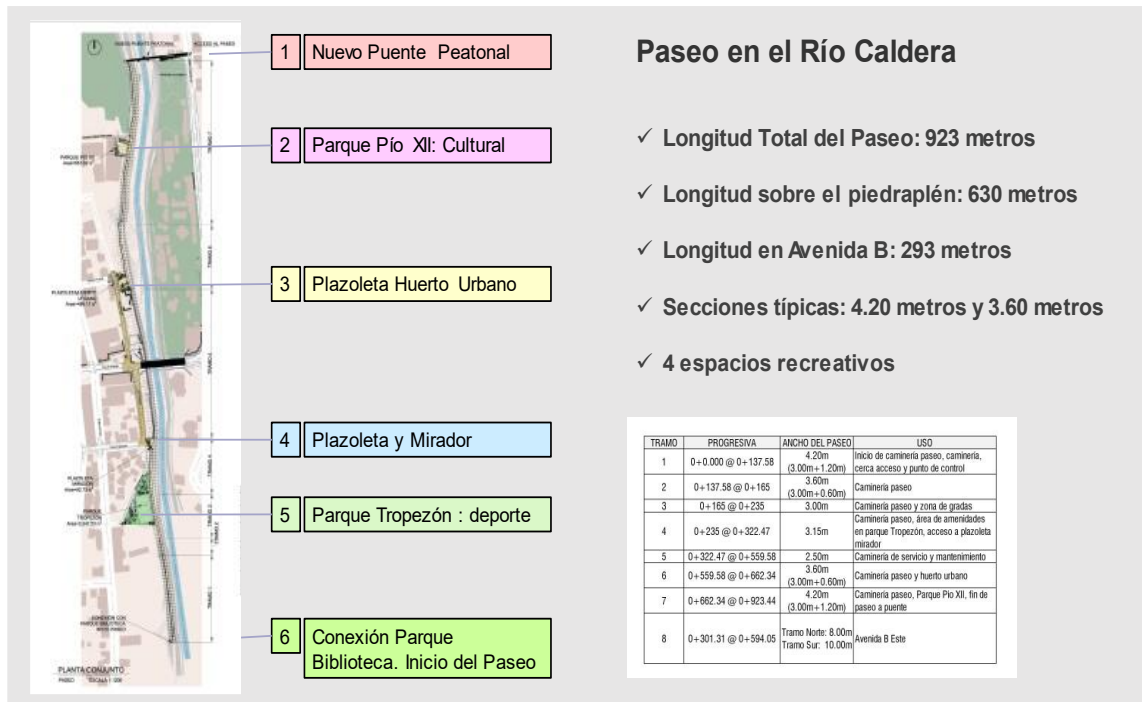 1 Nuevo Puente Peatonal
2 Parque Pío XII: Cultural
3 Plazoleta Huerto Urbano
4 Plazoleta y Mirador
5 Parque Tropezón : deporte
6 Conexión Parque
Biblioteca. Inicio del Paseo
PLANTA CONJUNTO
Paseo en el Río Caldera
✓ Longitud Total del Paseo: 923 metros
✓ Longitud sobre el piedraplén: 630 metros
✓ Longitud en Avenida B: 293 metros
✓ Secciones típicas: 4.20 metros y 3.60 metros
✓ 4 espacios recreativos
TRAMO PROGRESIVA ANCHO DEL PASEO USO
1 0+0.000 @ 0+137.58 4.20m (3.00m+1.20m) Inicio de caminería paseo, caminería, cerca acceso y punto de control
2 0+137.58 @ 0+165 3.60m (3.00m+0.60m) Caminería paseo
3 0+165 @ 0+235 3.00m Caminería paseo y zona de gradas
4 0+235 @ 0+322.47 3.15m Caminería paseo, área de amenidades en parque Tropezón, acceso a plazoleta mirador
5 0+322.47 @ 0+559.58 2.50m Caminería de servicio y mantenimiento
6 0+559.58 @ 0+662.34 3.60m (3.00m+0.60m) Caminería paseo y huerto urbano
7 0+662.34 @ 0+923.44 4.20m (3.00m+1.20m) Caminería paseo, Parque Pío XII, fin de paseo a puente
8 0+301.31 @ 0+594.05 Tramo Norte: 8.00m Tramo Sur: 10.00m Avenida B Este